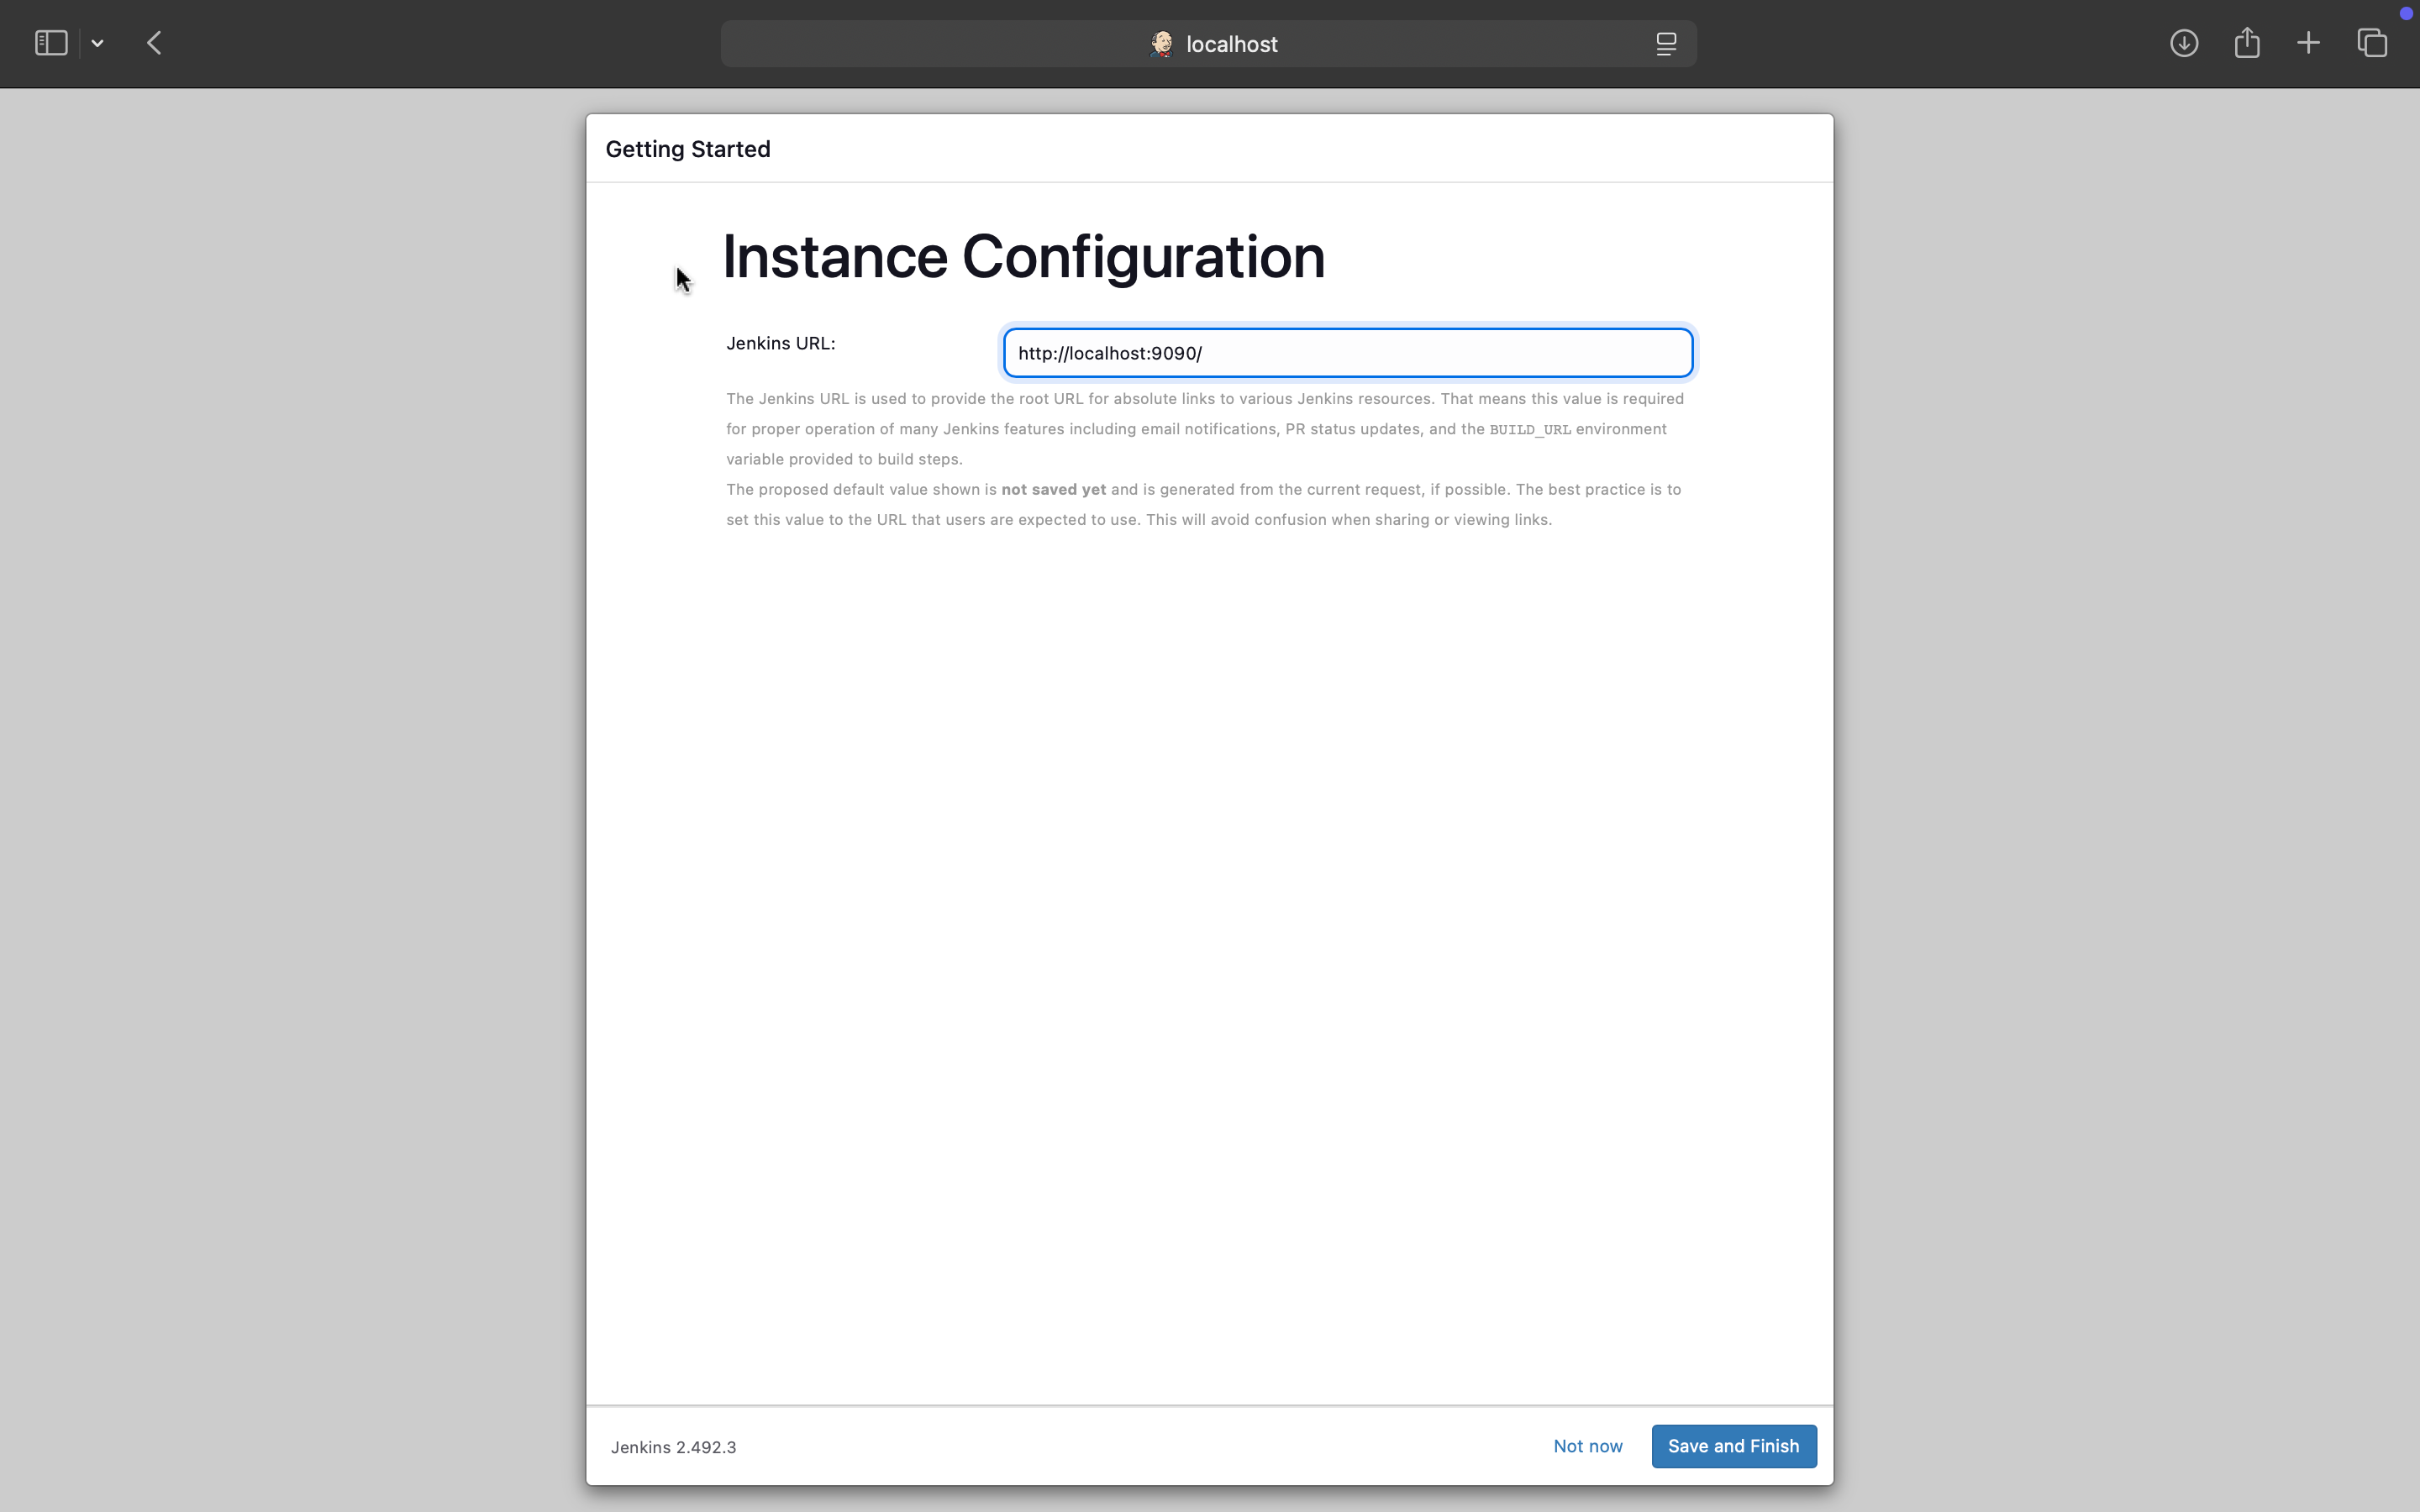 localhost
Getting Started
Instance Configuration
Jenkins URL:
http://localhost:9090/
The Jenkins URL is used to provide the root URL for absolute links to various Jenkins resources. That means this value is required
for proper operation of many Jenkins features including email notifications, PR status updates, and the BUILD_URL environment
variable provided to build steps.
The proposed default value shown is not saved yet and is generated from the current request, if possible. The best practice is to
set this value to the URL that users are expected to use. This will avoid confusion when sharing or viewing links.
Jenkins 2.492.3
Not now
Save and Finish